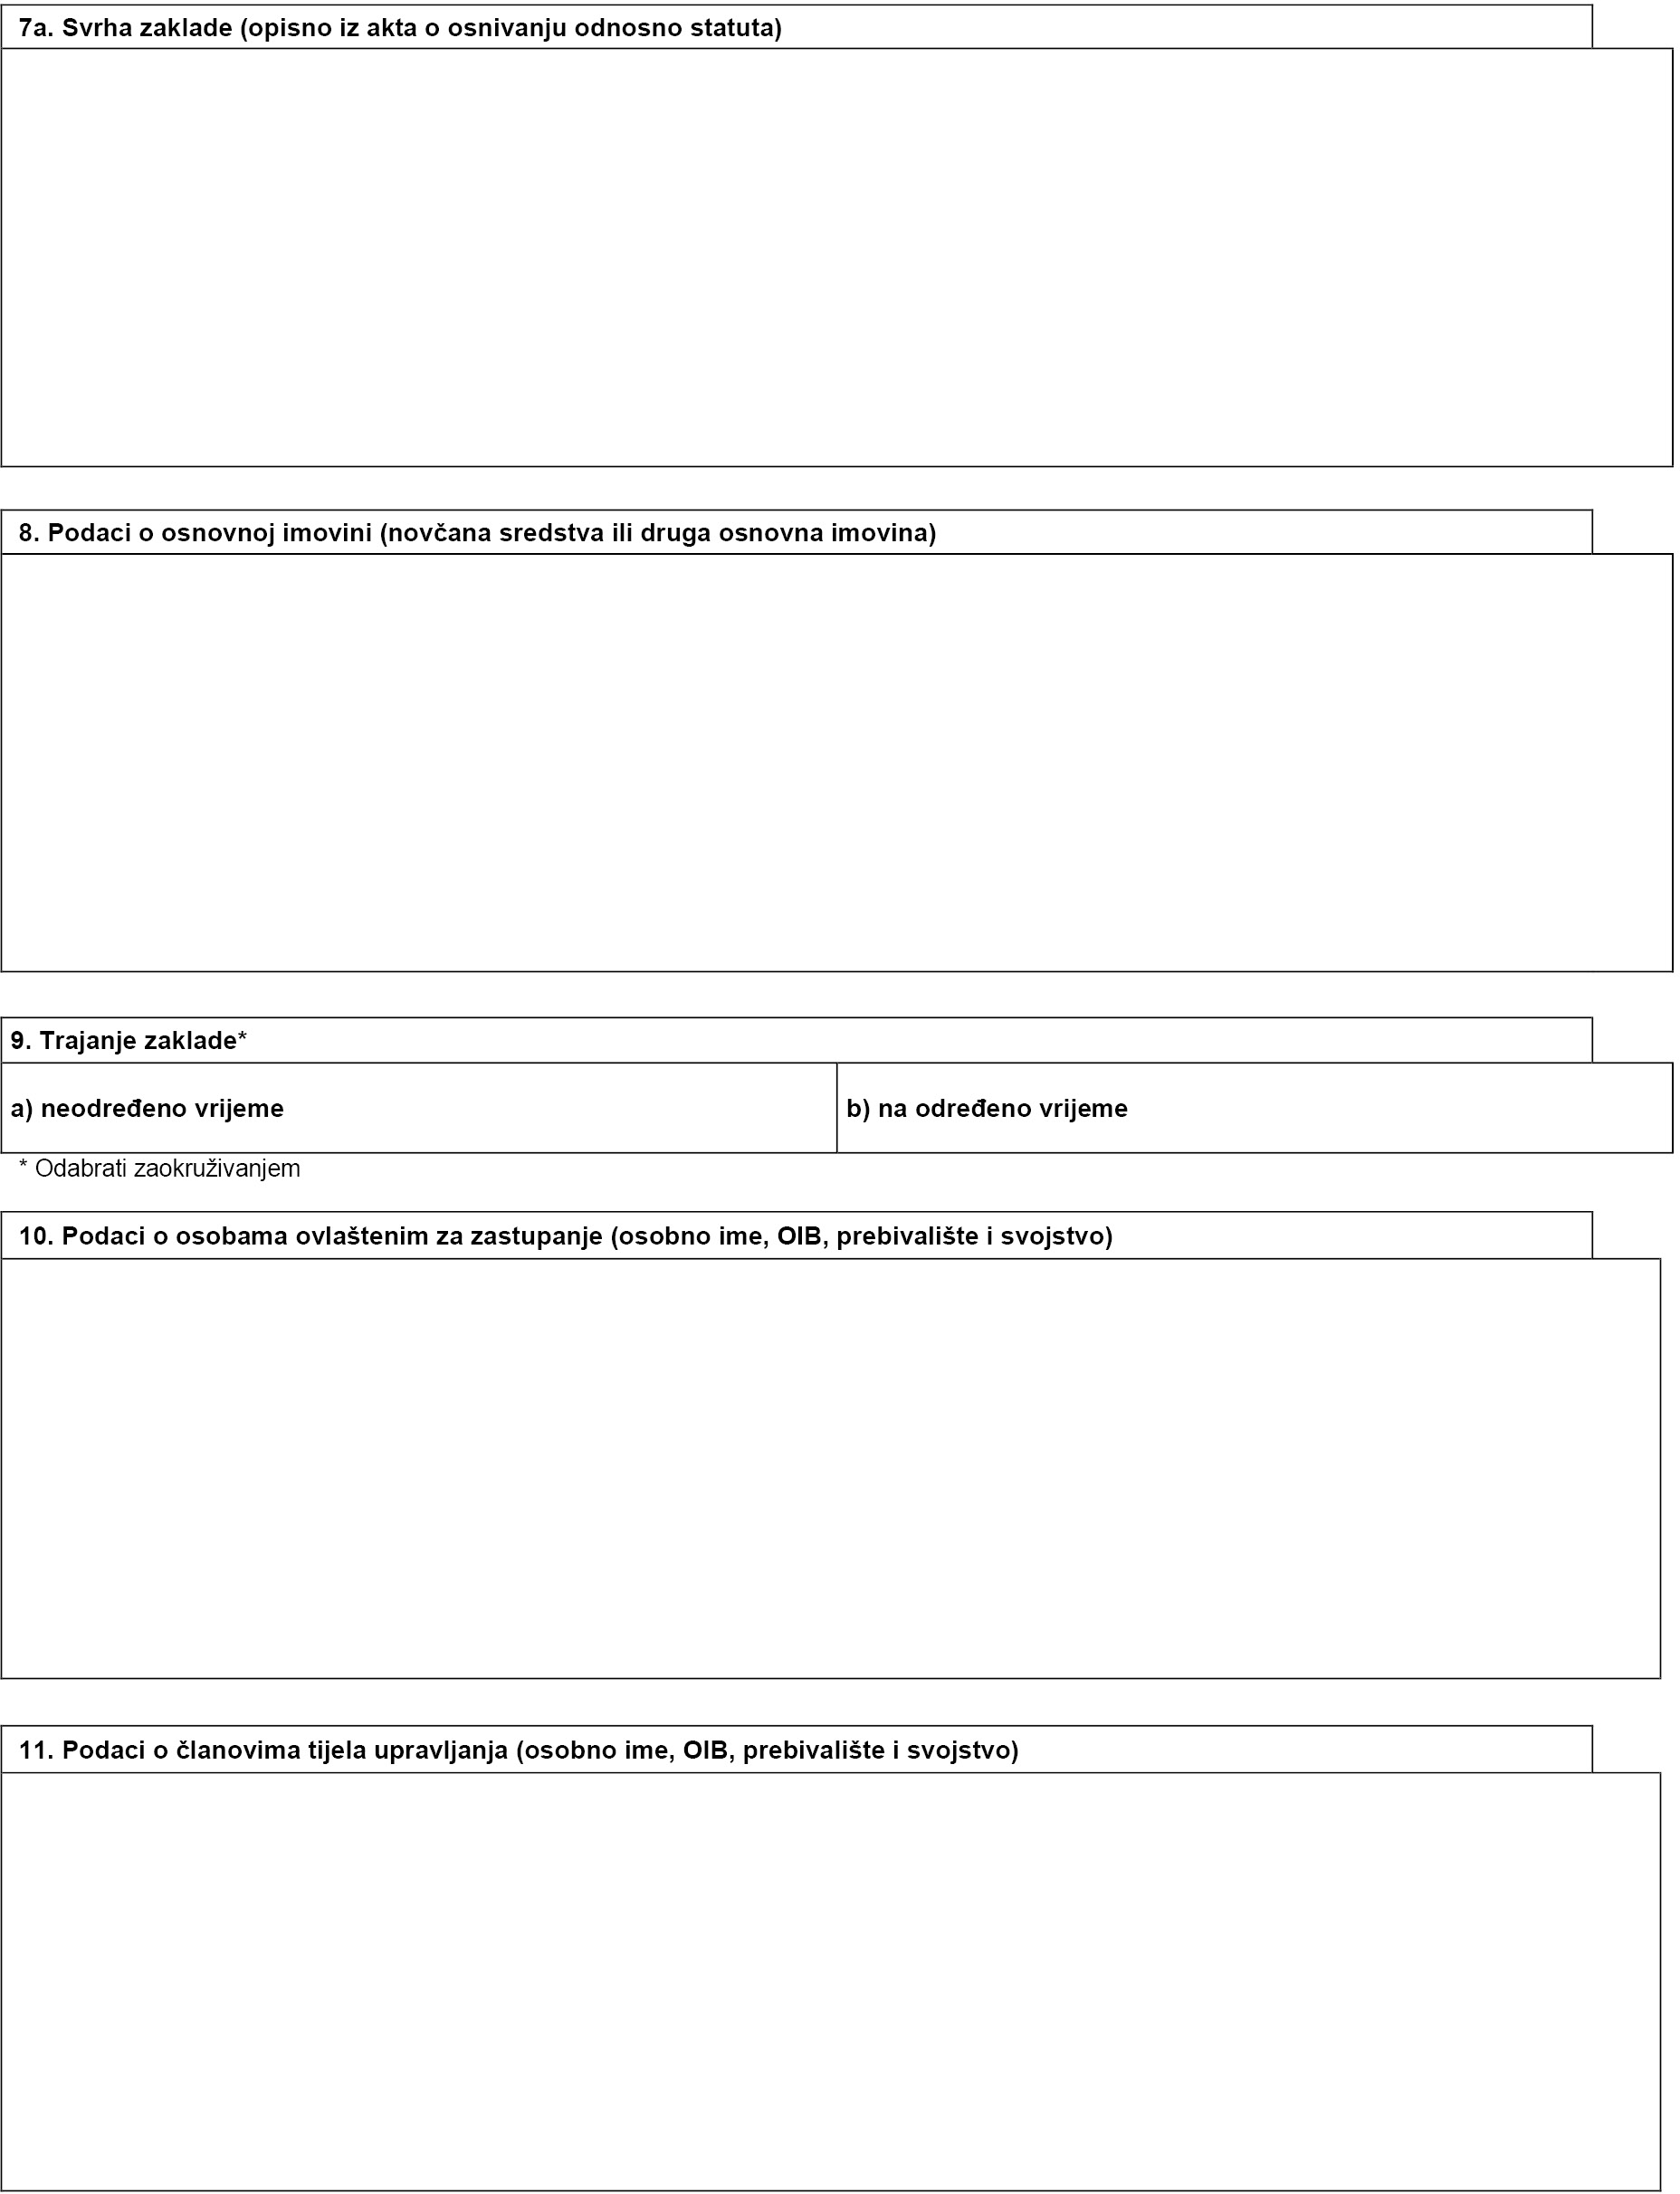 7a. Svrha zaklade (opisno iz akta o osnivanju odnosno statuta)
8. Podaci o osnovnoj imovini (novčana sredstva ili druga osnovna imovina)
9. Trajanje zaklade*
a) neodređeno vrijeme
b) na određeno vrijeme
* Odabrati zaokruživanjem
10. Podaci o osobama ovlaštenim za zastupanje (osobno ime, OIB, prebivalište i svojstvo)
11. Podaci o članovima tijela upravljanja (osobno ime, OIB, prebivalište i svojstvo)